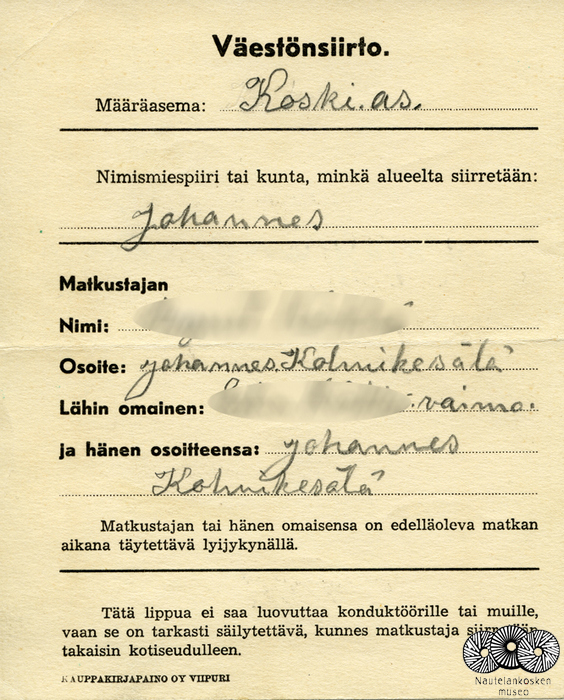 Väestönsiirto.
Määräasema: Koski.as.
Nimismiespiiri tai kunta, minkä alueelta siirretään:
Johannes
Matkustajan
Nimi:
Osoite: Johannes.Kolmikesälä
Lähin omainen: vaimo.
ja hänen osoitteensa: Johannes
Kolmikesälä
Matkustajan tai hänen omaisensa on edelläoleva matkan
aikana täytettävä lyijykynällä.
Tätä lippua ei saa luovuttaa konduktöörille tai muille,
vaan se on tarkasti säilytettävä, kunnes matkustaja
takaisin kotiseudulleen.
KAUPPAKIRJAPAINO OY VIIPURI
Nautelankosken
museo